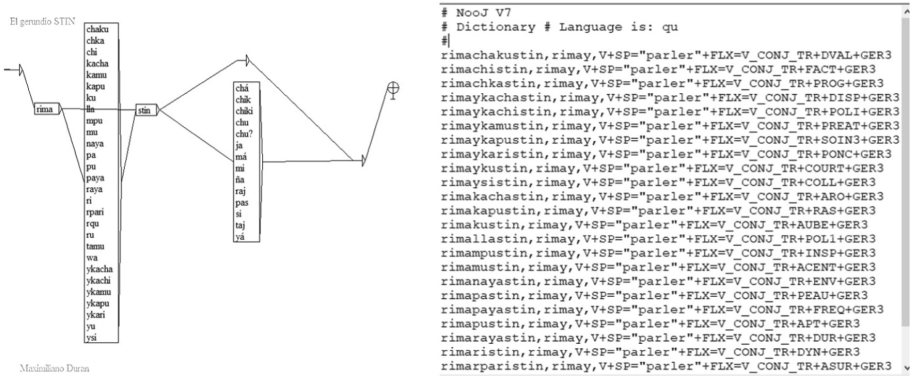 El gerundio STIN
rima
chaku
chka
chi
kacha
kamu
kapu
ku
lla
mpu
mu
naya
pa
pu
paya
raya
ri
rpari
rqu
ru
tamu
wa
ykacha
ykachi
ykamu
ykapu
ykari
yu
ysi
stin
chá
chik
chiki
chu
chu?
ja
má
mi
ña
raj
pas
si
taj
yá
Maximiliano Duran
# NooJ V7
# Dictionary # Language is: qu
#
rimachakustin,rimay,V+SP="parler"+FLX=V_CONJ_TR+DVAL+GER3
rimachistin,rimay,V+SP="parler"+FLX=V_CONJ_TR+FACT+GER3
rimachkastin,rimay,V+SP="parler"+FLX=V_CONJ_TR+PROG+GER3
rimaykachastin,rimay,V+SP="parler"+FLX=V_CONJ_TR+DISP+GER3
rimaykachistin,rimay,V+SP="parler"+FLX=V_CONJ_TR+POLI+GER3
rimaykamustin,rimay,V+SP="parler"+FLX=V_CONJ_TR+PREAT+GER3
rimaykapustin,rimay,V+SP="parler"+FLX=V_CONJ_TR+SOIN3+GER3
rimaykaristin,rimay,V+SP="parler"+FLX=V_CONJ_TR+PONC+GER3
rimaykustin,rimay,V+SP="parler"+FLX=V_CONJ_TR+COURT+GER3
rimaysistin,rimay,V+SP="parler"+FLX=V_CONJ_TR+COLL+GER3
rimakachastin,rimay,V+SP="parler"+FLX=V_CONJ_TR+ARO+GER3
rimakapustin,rimay,V+SP="parler"+FLX=V_CONJ_TR+RAS+GER3
rimakustin,rimay,V+SP="parler"+FLX=V_CONJ_TR+AUBE+GER3
rimallastin,rimay,V+SP="parler"+FLX=V_CONJ_TR+POL1+GER3
rimampustin,rimay,V+SP="parler"+FLX=V_CONJ_TR+INSP+GER3
rimamustin,rimay,V+SP="parler"+FLX=V_CONJ_TR+ACENT+GER3
rimanayastin,rimay,V+SP="parler"+FLX=V_CONJ_TR+ENV+GER3
rimapastin,rimay,V+SP="parler"+FLX=V_CONJ_TR+PEAU+GER3
rimapayastin,rimay,V+SP="parler"+FLX=V_CONJ_TR+FREQ+GER3
rimapustin,rimay,V+SP="parler"+FLX=V_CONJ_TR+APT+GER3
rimarayastin,rimay,V+SP="parler"+FLX=V_CONJ_TR+DUR+GER3
rimaristin,rimay,V+SP="parler"+FLX=V_CONJ_TR+DYN+GER3
rimarparistin,rimay,V+SP="parler"+FLX=V_CONJ_TR+ASUR+GER3